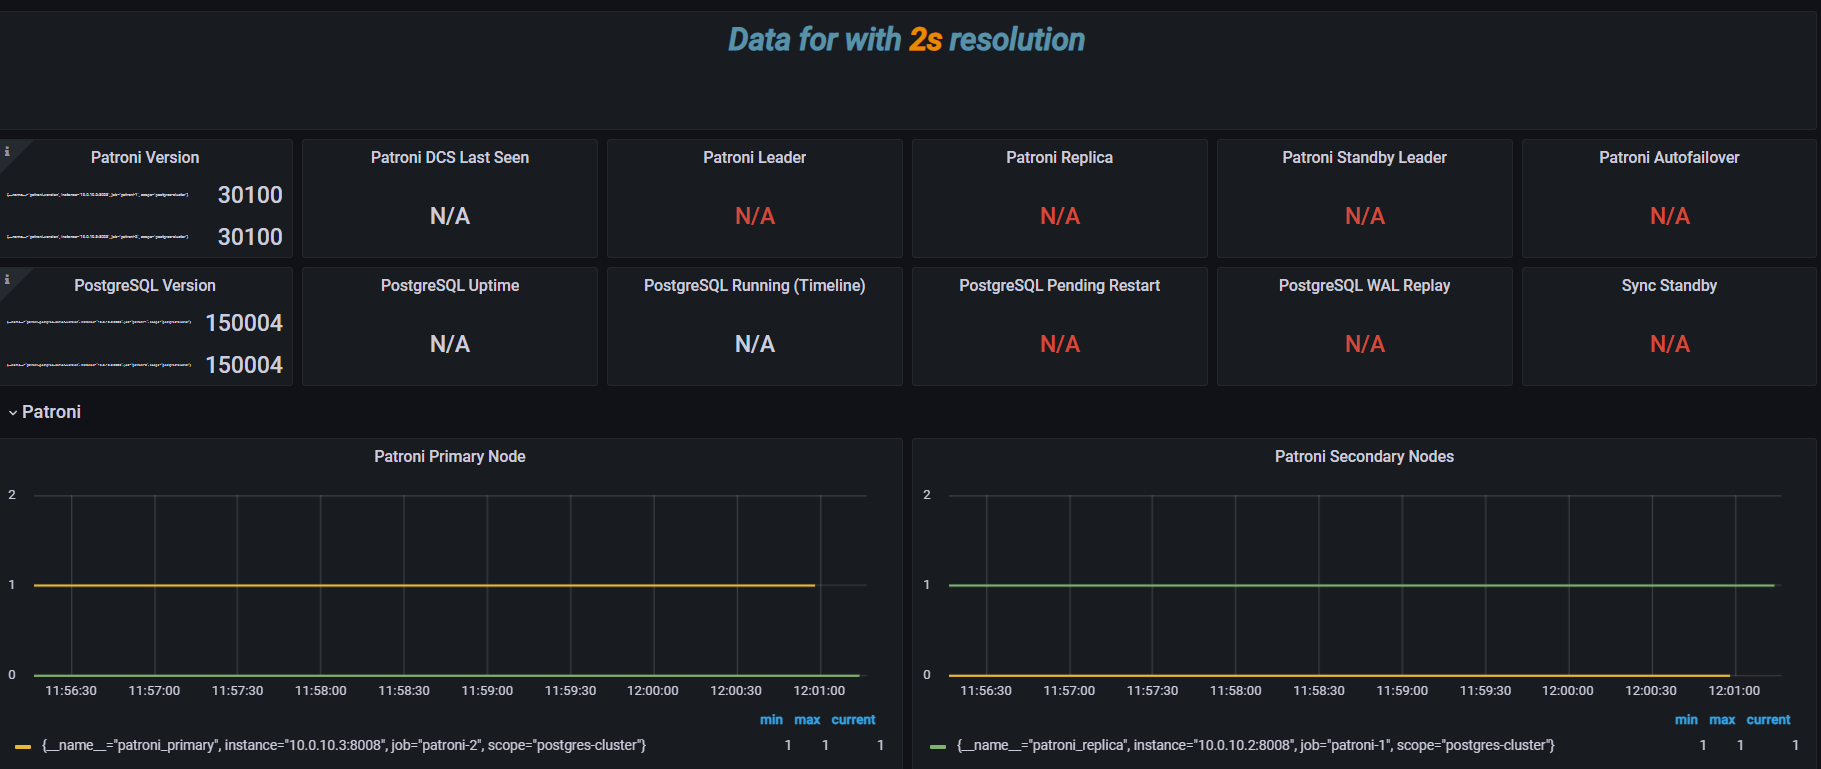 Data for with 2s resolution
Patroni Version
Patroni DCS Last Seen
Patroni Leader
Patroni Replica
Patroni Standby Leader
Patroni Autofailover
30100
30100
N/A
N/A
N/A
N/A
N/A
PostgreSQL Version
PostgreSQL Uptime
PostgreSQL Running (Timeline)
PostgreSQL Pending Restart
PostgreSQL WAL Replay
Sync Standby
150004
150004
N/A
N/A
N/A
N/A
N/A
Patroni
Patroni Primary Node
2
1
0
11:56:30 11:57:00 11:57:30 11:58:00 11:58:30 11:59:00 11:59:30 12:00:00 12:00:30 12:01:00
min max current
{__name__="patroni_primary", instance="10.0.10.3:8008", job="patroni-2", scope="postgres-cluster"} 1 1 1
Patroni Secondary Nodes
2
1
0
11:56:30 11:57:00 11:57:30 11:58:00 11:58:30 11:59:00 11:59:30 12:00:00 12:00:30 12:01:00
min max current
{__name__="patroni_replica", instance="10.0.10.2:8008", job="patroni-1", scope="postgres-cluster"} 1 1 1